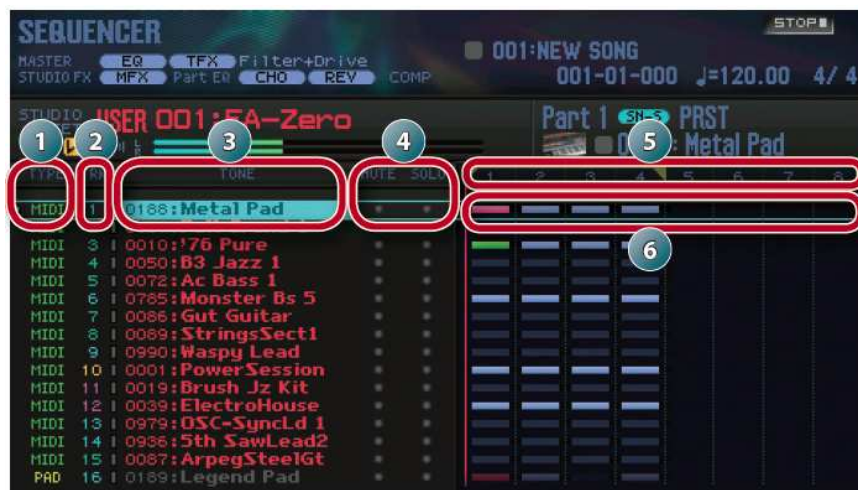 SEQUENCER
STOP
MASTER EQ TFX Filter+Drive
001:NEW SONG
STUDIO FX MFX Part EQ CHO REV COMP
001-01-000 ♩=120.00 4/4
STUDIO USER 001:FA-Zero
Part 1 SN-S PRST
: Metal Pad
1 2 3 4 5
TYPE TONE MUTE SOLO 1 2 3 4 5 6 7 8
MIDI 1 0188:Metal Pad
6
MIDI 3 0010:'76 Pure
MIDI 4 0050:B3 Jazz 1
MIDI 5 0072:Ac Bass 1
MIDI 6 0785:Monster Bs 5
MIDI 7 0086:Gut Guitar
MIDI 8 0089:StringsSect1
MIDI 9 0990:Waspy Lead
MIDI 10 0001:PowerSession
MIDI 11 0019:Brush Jz Kit
MIDI 12 0039:ElectroHouse
MIDI 13 0979:OSC-SyncLd 1
MIDI 14 0936:5th SawLead2
MIDI 15 0087:ArpegSteelGt
PAD 16 0189:Legend Pad